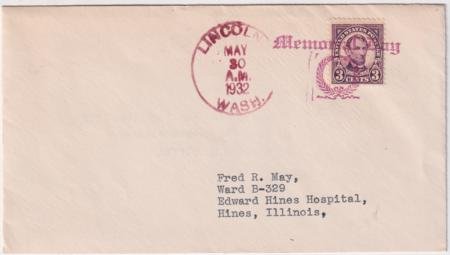 LINCOLN
MAY
30
A.M.
1932
WASH.
Memorial Day
UNITED STATES POSTAGE
3 CENTS 3
Fred R. May,
Ward B-329
Edward Hines Hospital,
Hines, Illinois,